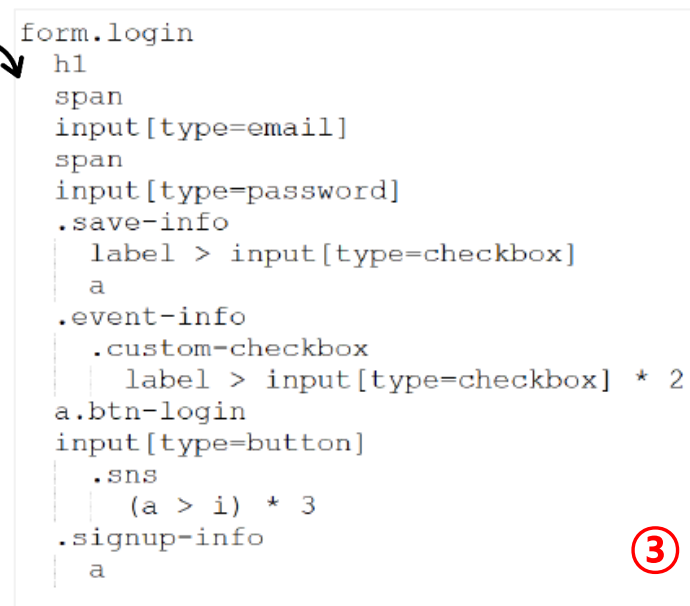 form.login
h1
span
input[type=email]
span
input[type=password]
.save-info
label > input[type=checkbox]
a
.event-info
.custom-checkbox
label > input[type=checkbox] * 2
a.btn-login
input[type=button]
.sns
(a > i) * 3
.signup-info
③
a